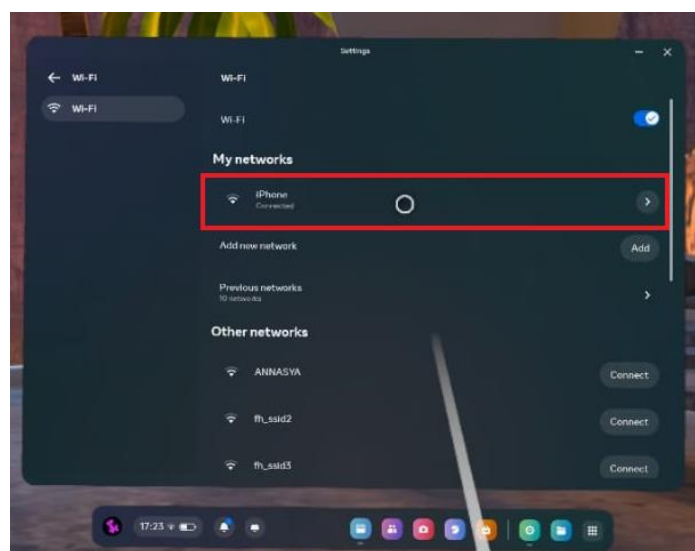 Settings
Wi-Fi
Wi-Fi
Wi-Fi
Wi-Fi
My networks
iPhone
Connected
Add new network
Add
Previous networks
10 networks
Other networks
ANNASYA
Connect
fh_ssid2
Connect
fh_ssid3
Connect
17:23